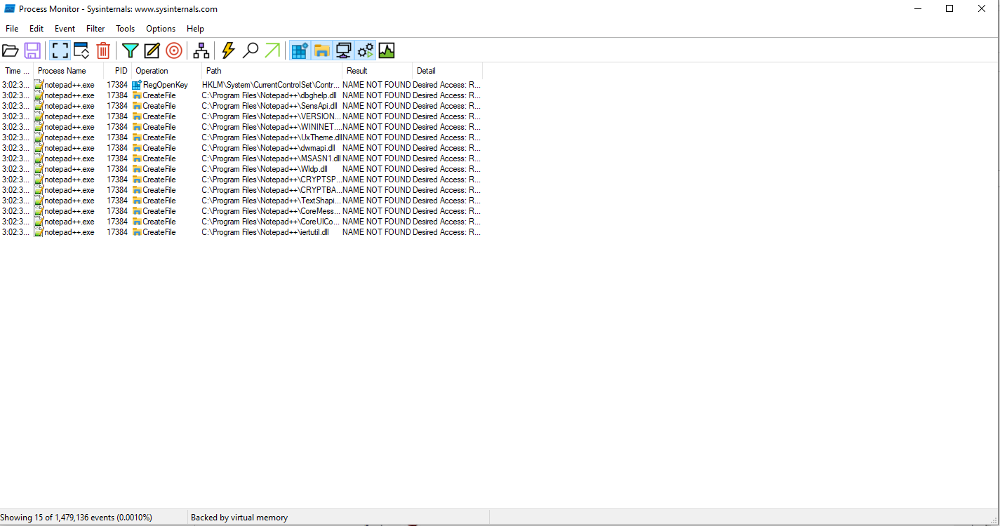 Process Monitor - Sysinternals: www.sysinternals.com
File Edit Event Filter Tools Options Help
Time ... Process Name PID Operation Path Result Detail
3:02:3... notepad++.exe 17384 RegOpenKey HKLM\System\CurrentControlSet\Contr... NAME NOT FOUND Desired Access: R...
3:02:3... notepad++.exe 17384 CreateFile C:\Program Files\Notepad++\dbghelp.dll NAME NOT FOUND Desired Access: R...
3:02:3... notepad++.exe 17384 CreateFile C:\Program Files\Notepad++\SensApi.dll NAME NOT FOUND Desired Access: R...
3:02:3... notepad++.exe 17384 CreateFile C:\Program Files\Notepad++\VERSION... NAME NOT FOUND Desired Access: R...
3:02:3... notepad++.exe 17384 CreateFile C:\Program Files\Notepad++\WININET... NAME NOT FOUND Desired Access: R...
3:02:3... notepad++.exe 17384 CreateFile C:\Program Files\Notepad++\UxTheme.dll NAME NOT FOUND Desired Access: R...
3:02:3... notepad++.exe 17384 CreateFile C:\Program Files\Notepad++\dwmapi.dll NAME NOT FOUND Desired Access: R...
3:02:3... notepad++.exe 17384 CreateFile C:\Program Files\Notepad++\MSASN1.dll NAME NOT FOUND Desired Access: R...
3:02:3... notepad++.exe 17384 CreateFile C:\Program Files\Notepad++\Wldp.dll NAME NOT FOUND Desired Access: R...
3:02:3... notepad++.exe 17384 CreateFile C:\Program Files\Notepad++\CRYPTSP... NAME NOT FOUND Desired Access: R...
3:02:3... notepad++.exe 17384 CreateFile C:\Program Files\Notepad++\CRYPTBA... NAME NOT FOUND Desired Access: R...
3:02:3... notepad++.exe 17384 CreateFile C:\Program Files\Notepad++\TextShapi... NAME NOT FOUND Desired Access: R...
3:02:3... notepad++.exe 17384 CreateFile C:\Program Files\Notepad++\CoreMess... NAME NOT FOUND Desired Access: R...
3:02:3... notepad++.exe 17384 CreateFile C:\Program Files\Notepad++\CoreUICo... NAME NOT FOUND Desired Access: R...
3:02:3... notepad++.exe 17384 CreateFile C:\Program Files\Notepad++\iertutil.dll NAME NOT FOUND Desired Access: R...
Showing 15 of 1,479,136 events (0.0010%) Backed by virtual memory